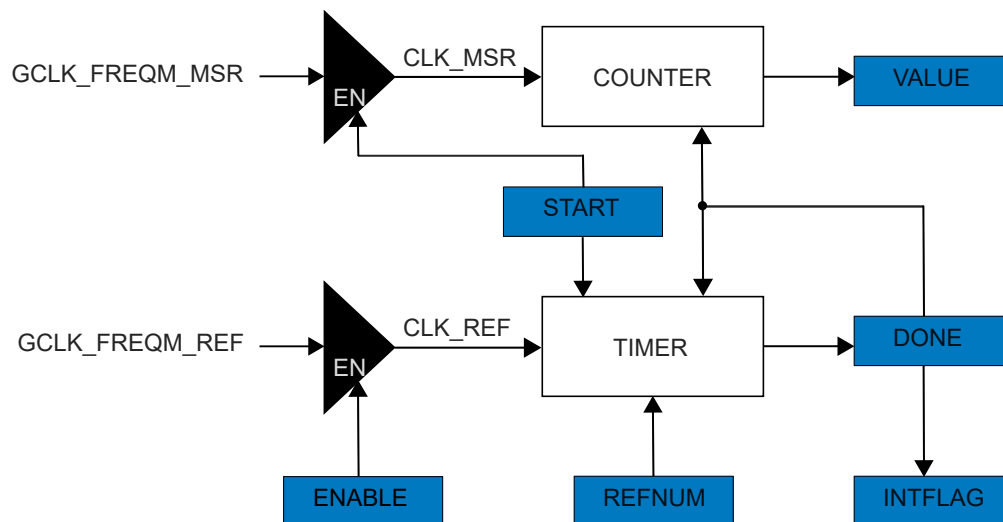 GCLK_FREQM_MSR
EN
CLK_MSR
COUNTER
VALUE
START
GCLK_FREQM_REF
EN
CLK_REF
TIMER
DONE
ENABLE
REFNUM
INTFLAG